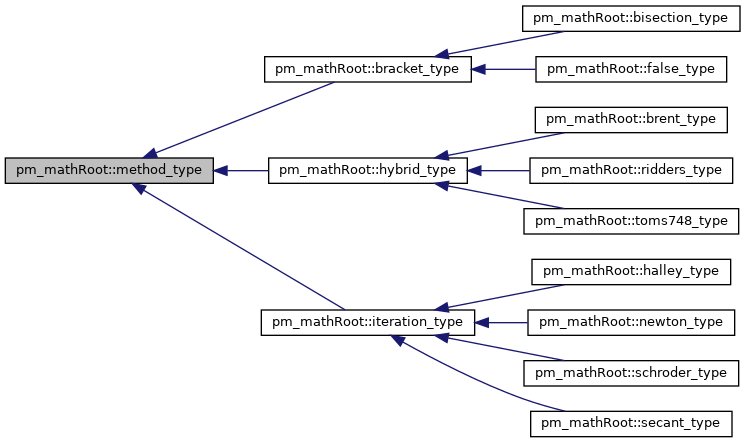 pm_mathRoot::bisection_type
pm_mathRoot::bracket_type
pm_mathRoot::false_type
pm_mathRoot::brent_type
pm_mathRoot::method_type
pm_mathRoot::hybrid_type
pm_mathRoot::ridders_type
pm_mathRoot::toms748_type
pm_mathRoot::halley_type
pm_mathRoot::iteration_type
pm_mathRoot::newton_type
pm_mathRoot::schroder_type
pm_mathRoot::secant_type